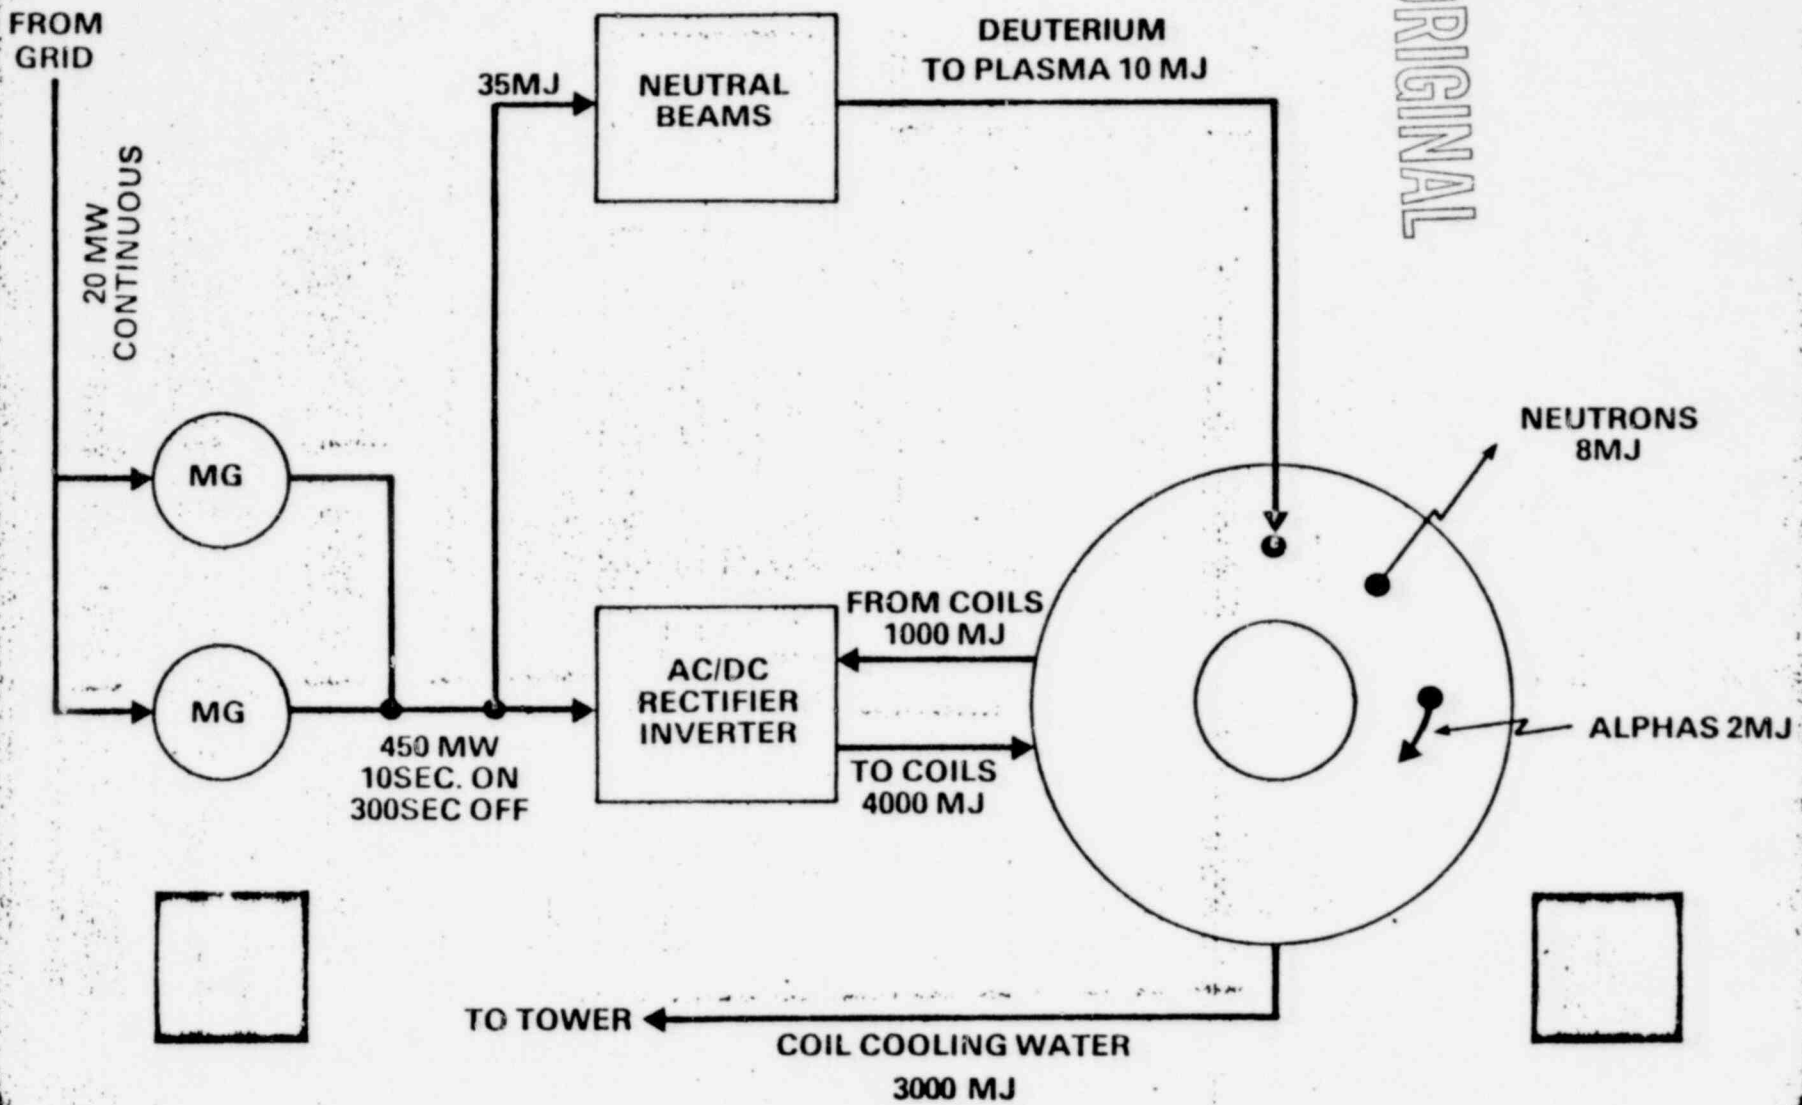 FROM
GRID
20 MW
CONTINUOUS
35MJ
NEUTRAL
BEAMS
DEUTERIUM
TO PLASMA 10 MJ
ORIGINAL
MG
MG
450 MW
10SEC. ON
300SEC OFF
AC/DC
RECTIFIER
INVERTER
FROM COILS
1000 MJ
TO COILS
4000 MJ
NEUTRONS
8MJ
ALPHAS 2MJ
TO TOWER
COIL COOLING WATER
3000 MJ